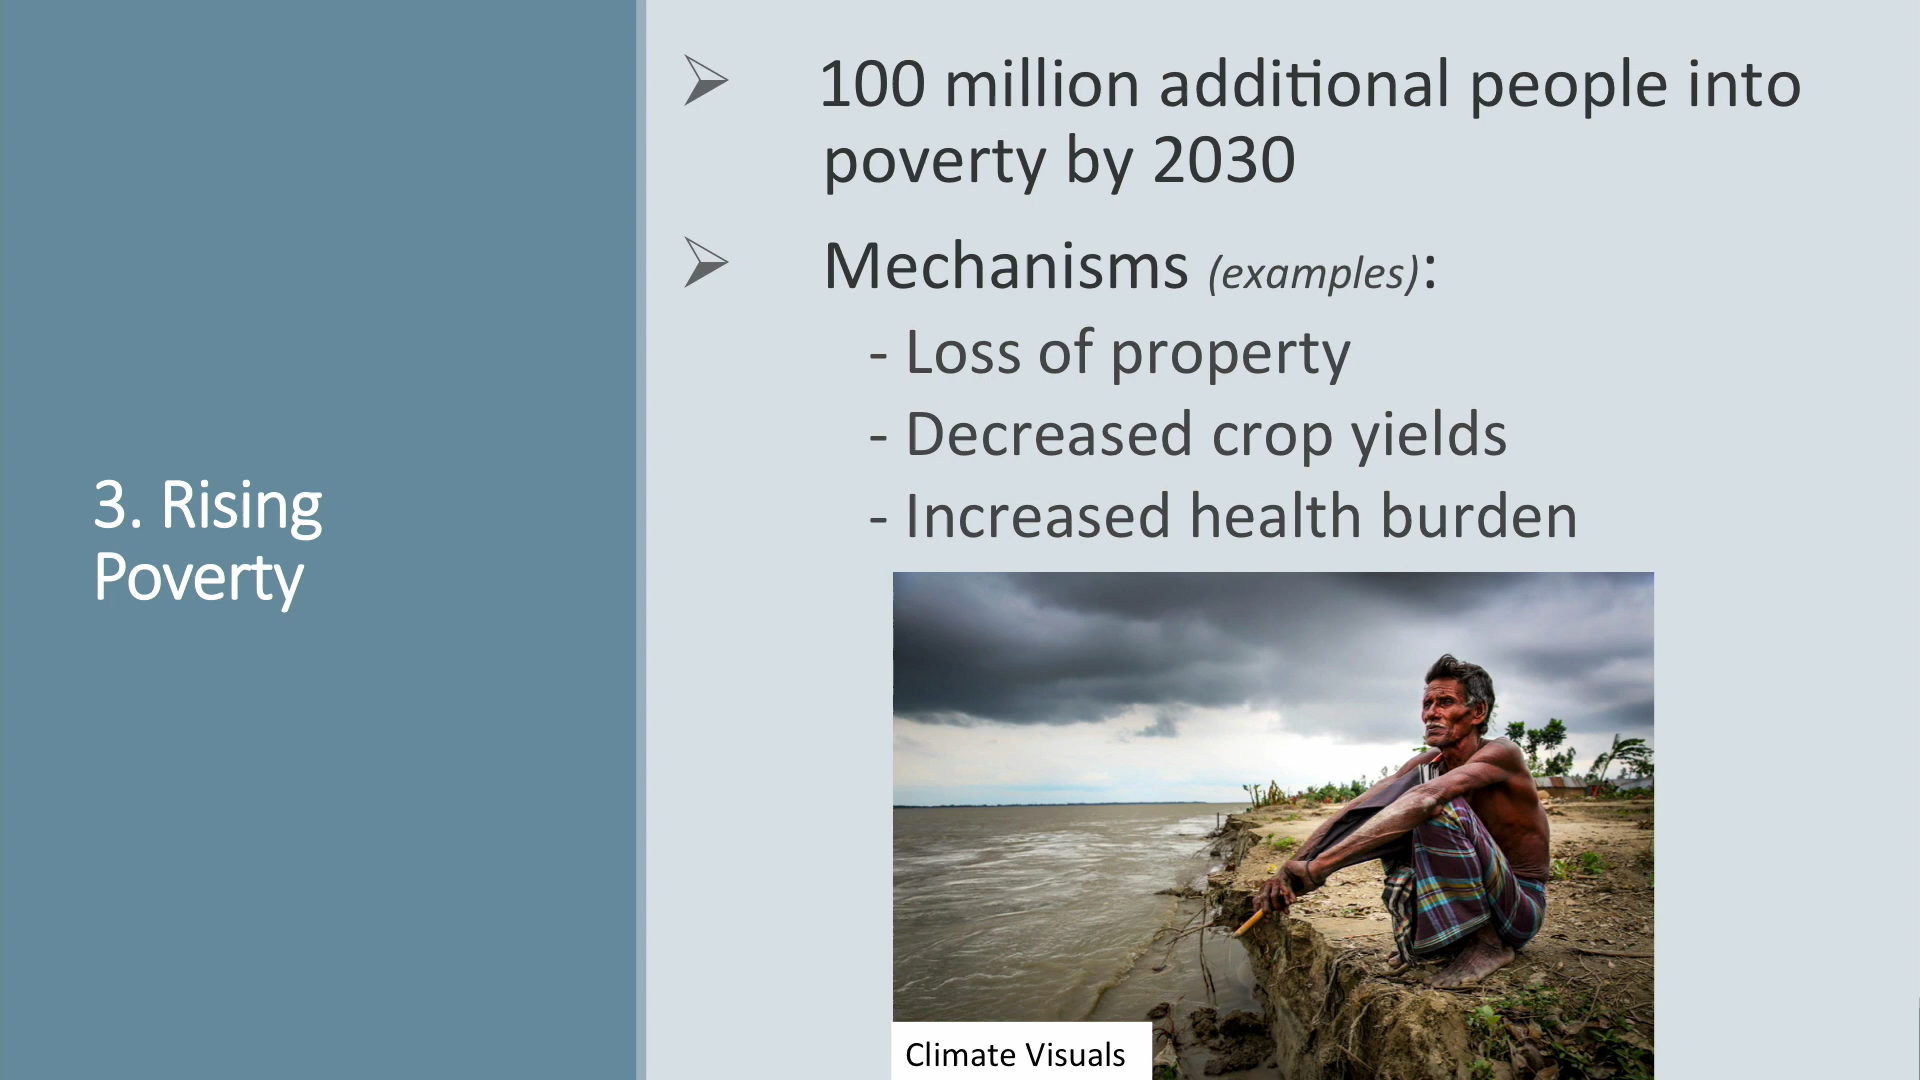 3. Rising
Poverty
100 million additional people into
poverty by 2030
Mechanisms (examples):
- Loss of property
- Decreased crop yields
- Increased health burden
Climate Visuals